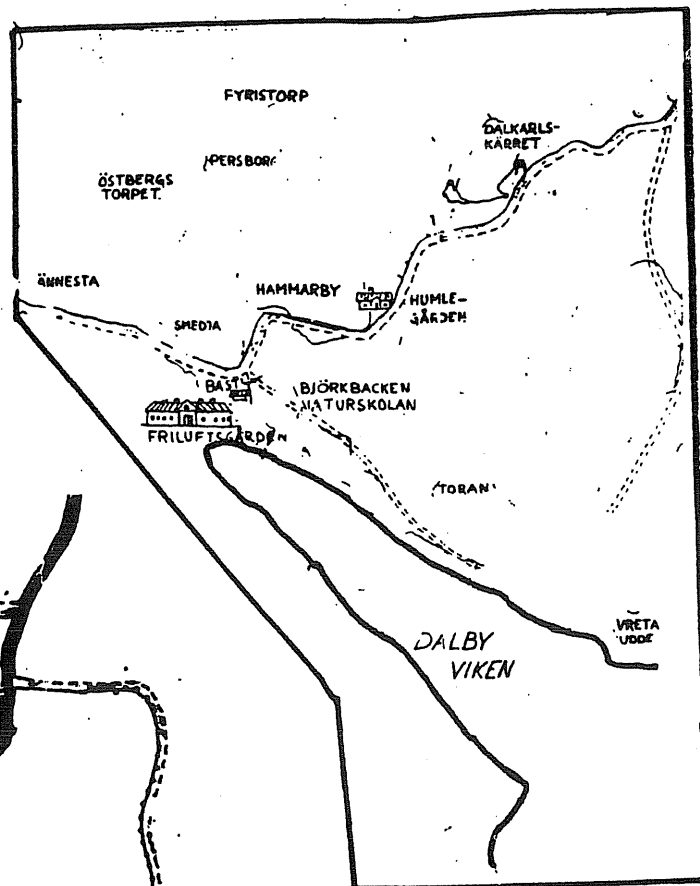 FYRISTORP
DALKARLS-
KÄRRET
PERSBORG
ÖSTBERGS
TORPET.
ÄNNESTA
HAMMARBY
HUMLE-
GÅRDEN
SMEDJA
BAST
BJÖRKBACKEN
NATURSKOLAN
FRILUFTSGÅRDEN
TORAN
VRETA
UDDE
DALBY
VIKEN